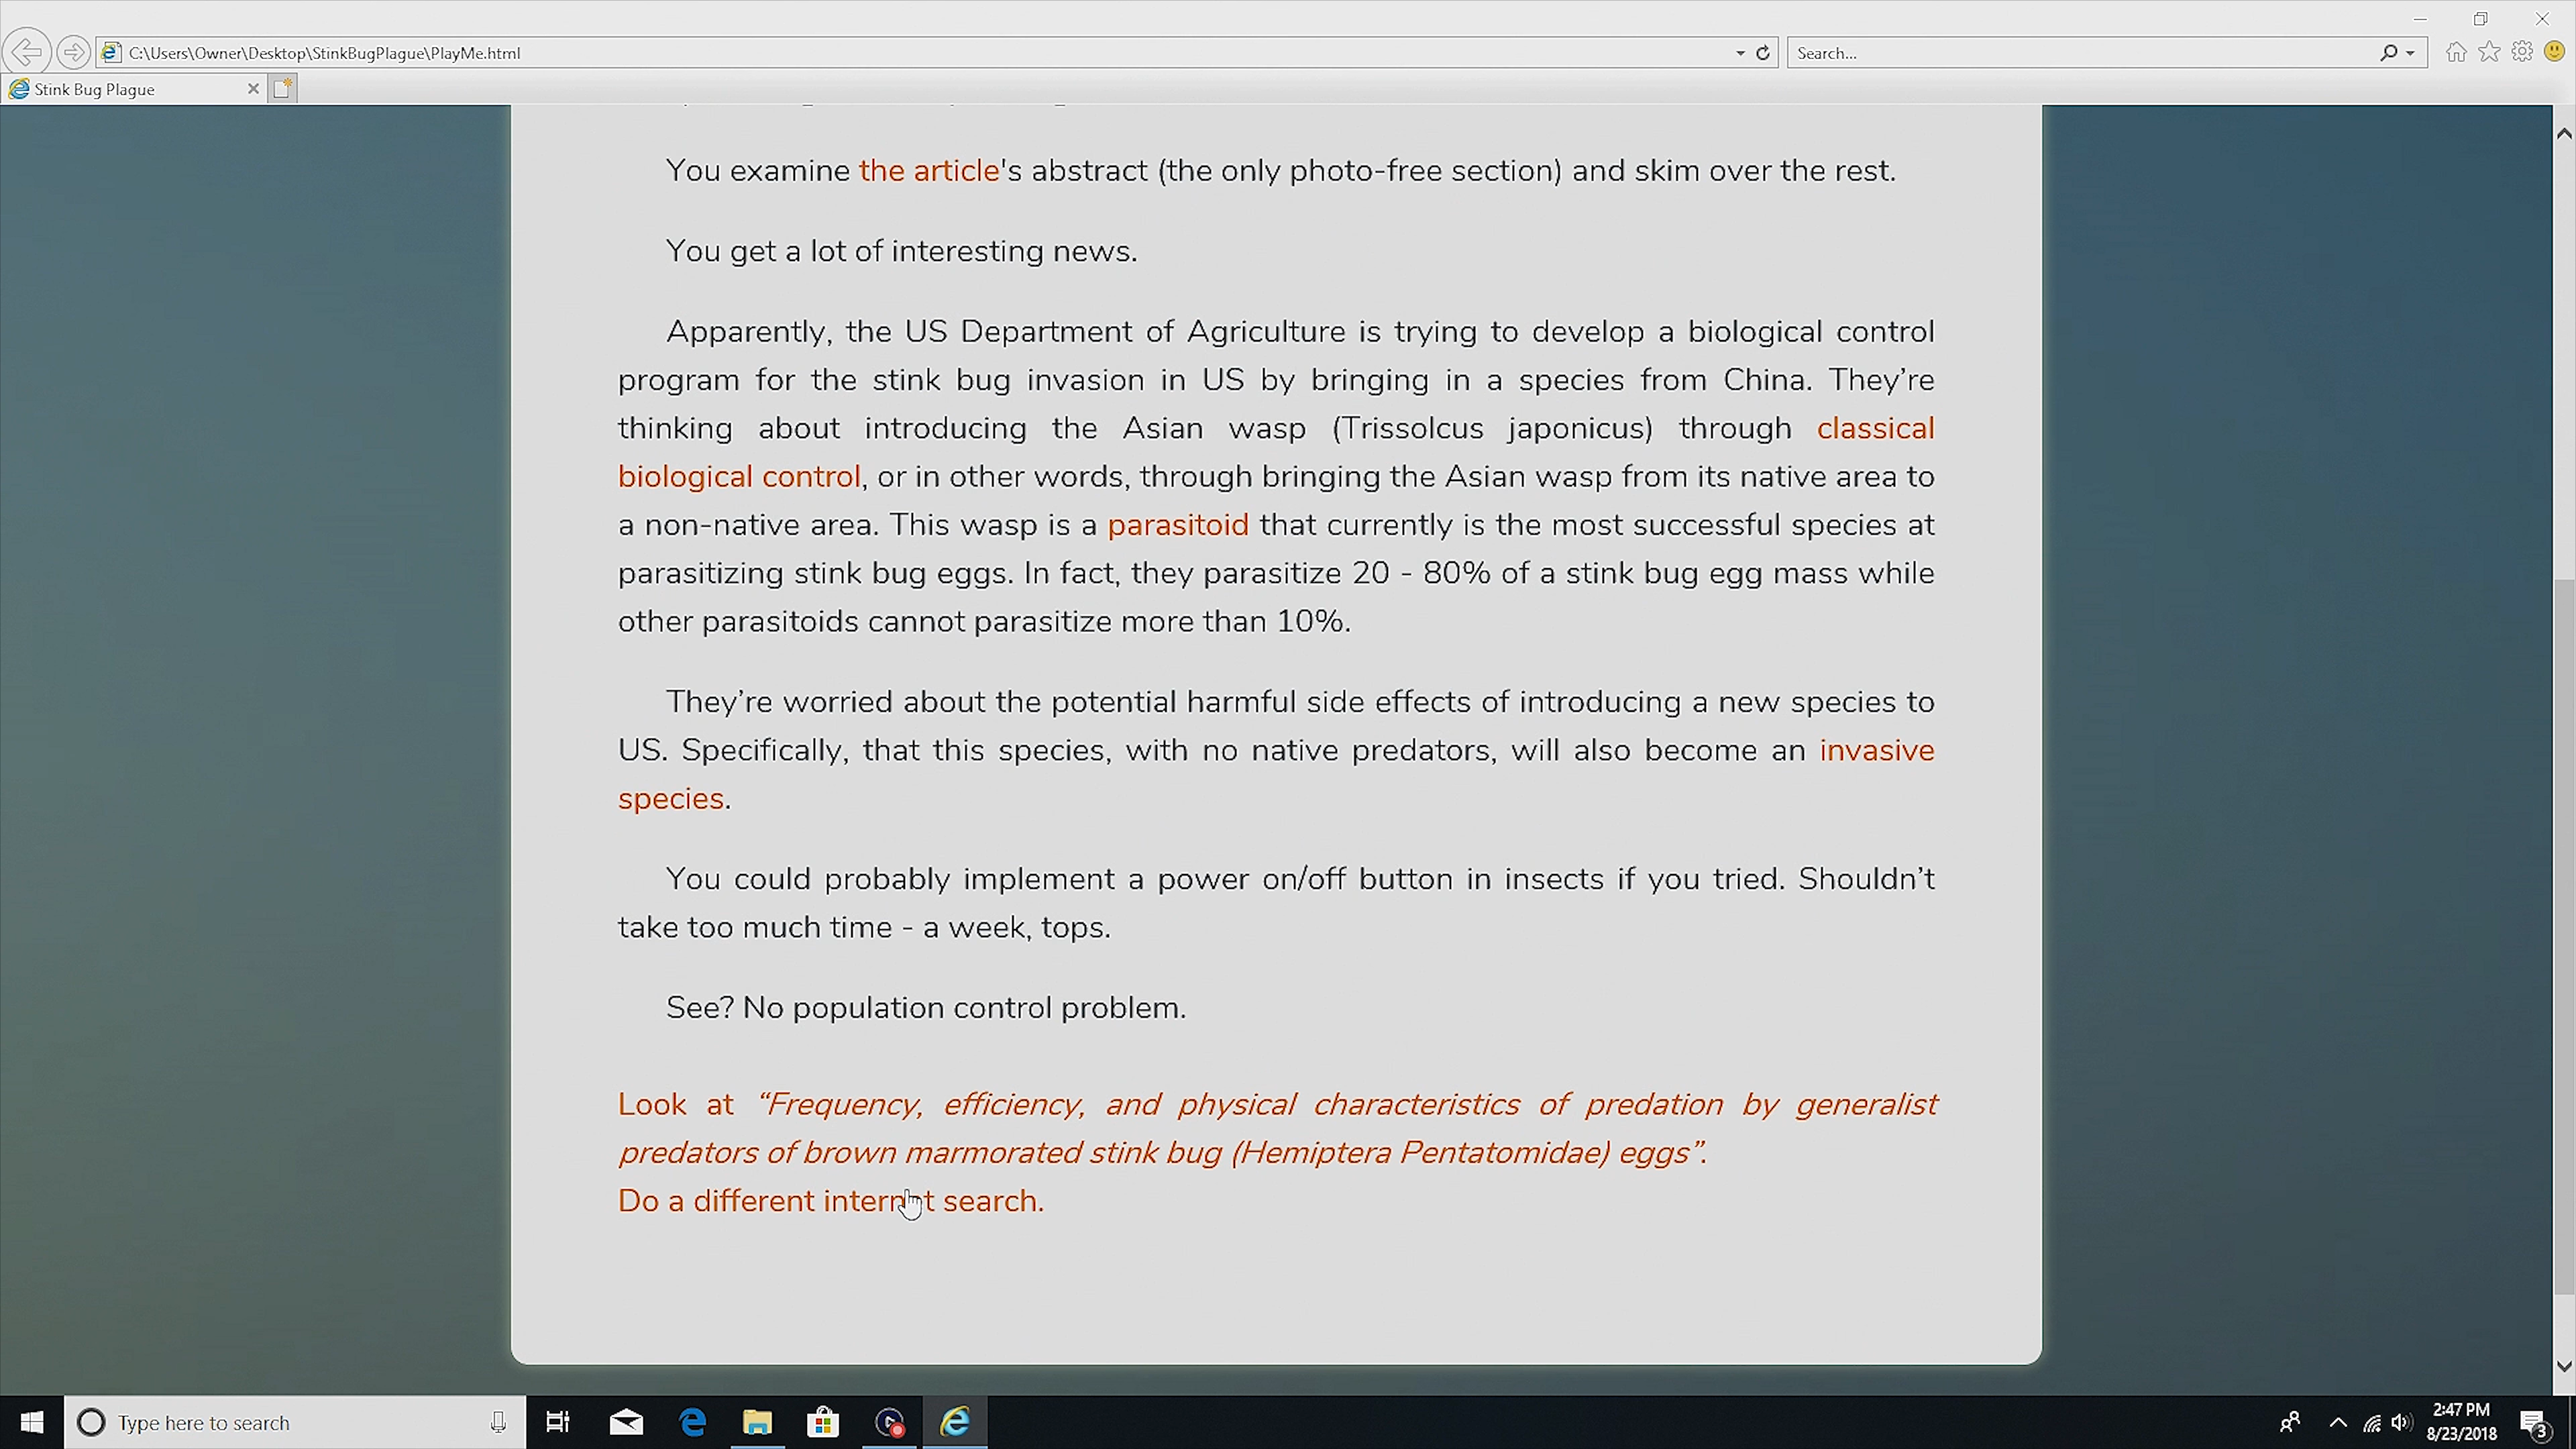 C:\Users\Owner\Desktop\StinkBugPlague\PlayMe.html
Search...
Stink Bug Plague
You examine the article's abstract (the only photo-free section) and skim over the rest.
You get a lot of interesting news.
Apparently, the US Department of Agriculture is trying to develop a biological control
program for the stink bug invasion in US by bringing in a species from China. They’re
thinking about introducing the Asian wasp (Trissolcus japonicus) through classical
biological control, or in other words, through bringing the Asian wasp from its native area to
a non-native area. This wasp is a parasitoid that currently is the most successful species at
parasitizing stink bug eggs. In fact, they parasitize 20 - 80% of a stink bug egg mass while
other parasitoids cannot parasitize more than 10%.
They’re worried about the potential harmful side effects of introducing a new species to
US. Specifically, that this species, with no native predators, will also become an invasive
species.
You could probably implement a power on/off button in insects if you tried. Shouldn’t
take too much time - a week, tops.
See? No population control problem.
Look at “Frequency, efficiency, and physical characteristics of predation by generalist
predators of brown marmorated stink bug (Hemiptera Pentatomidae) eggs”.
Do a different internet search.
Type here to search
2:47 PM
8/23/2018
3